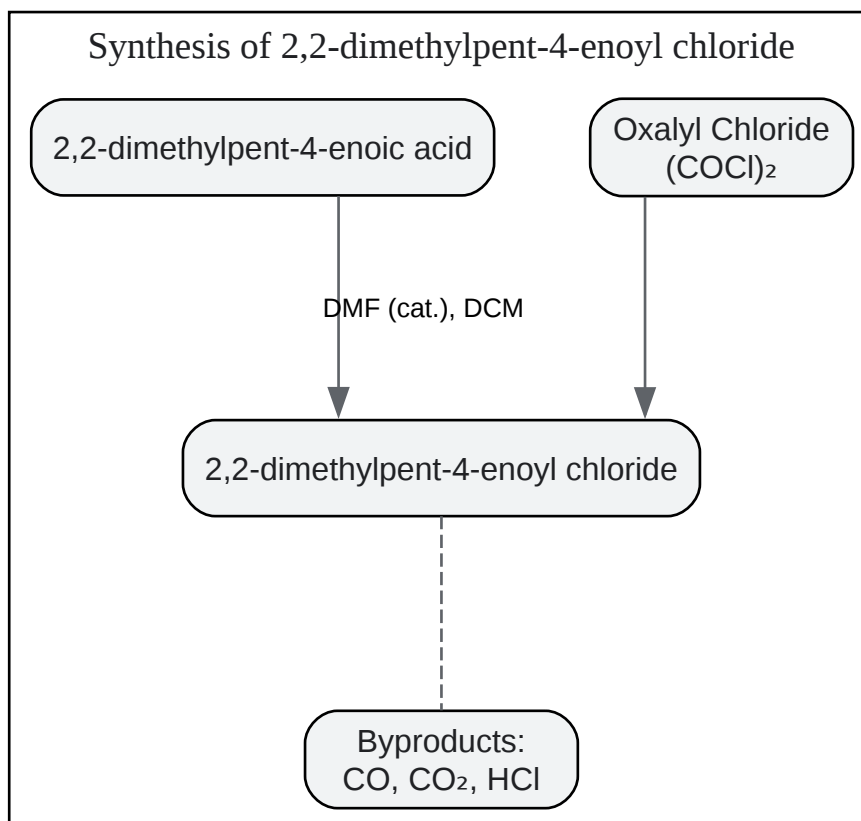 Synthesis of 2,2-dimethylpent-4-enoyl chloride
2,2-dimethylpent-4-enoic acid
Oxalyl Chloride
(COCl)₂
DMF (cat.), DCM
2,2-dimethylpent-4-enoyl chloride
Byproducts:
CO, CO₂, HCl